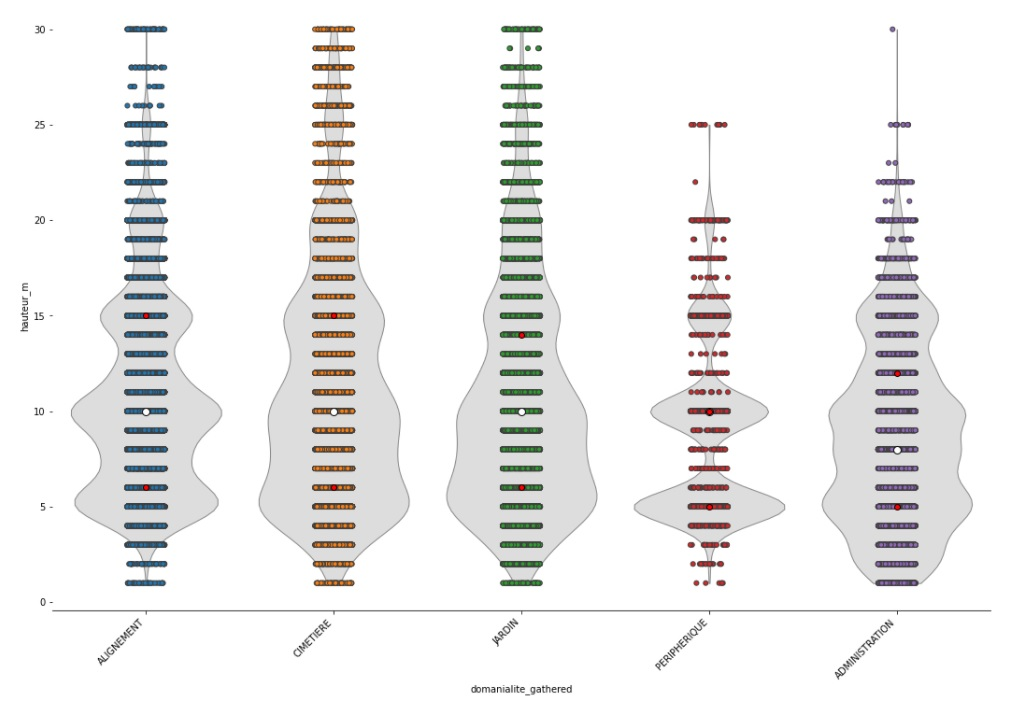 30
25
20
15
10
5
0
hauteur_m
ALIGNEMENT
CIMETIERE
JARDIN
PERIPHERIQUE
ADMINISTRATION
domanialite_gathered